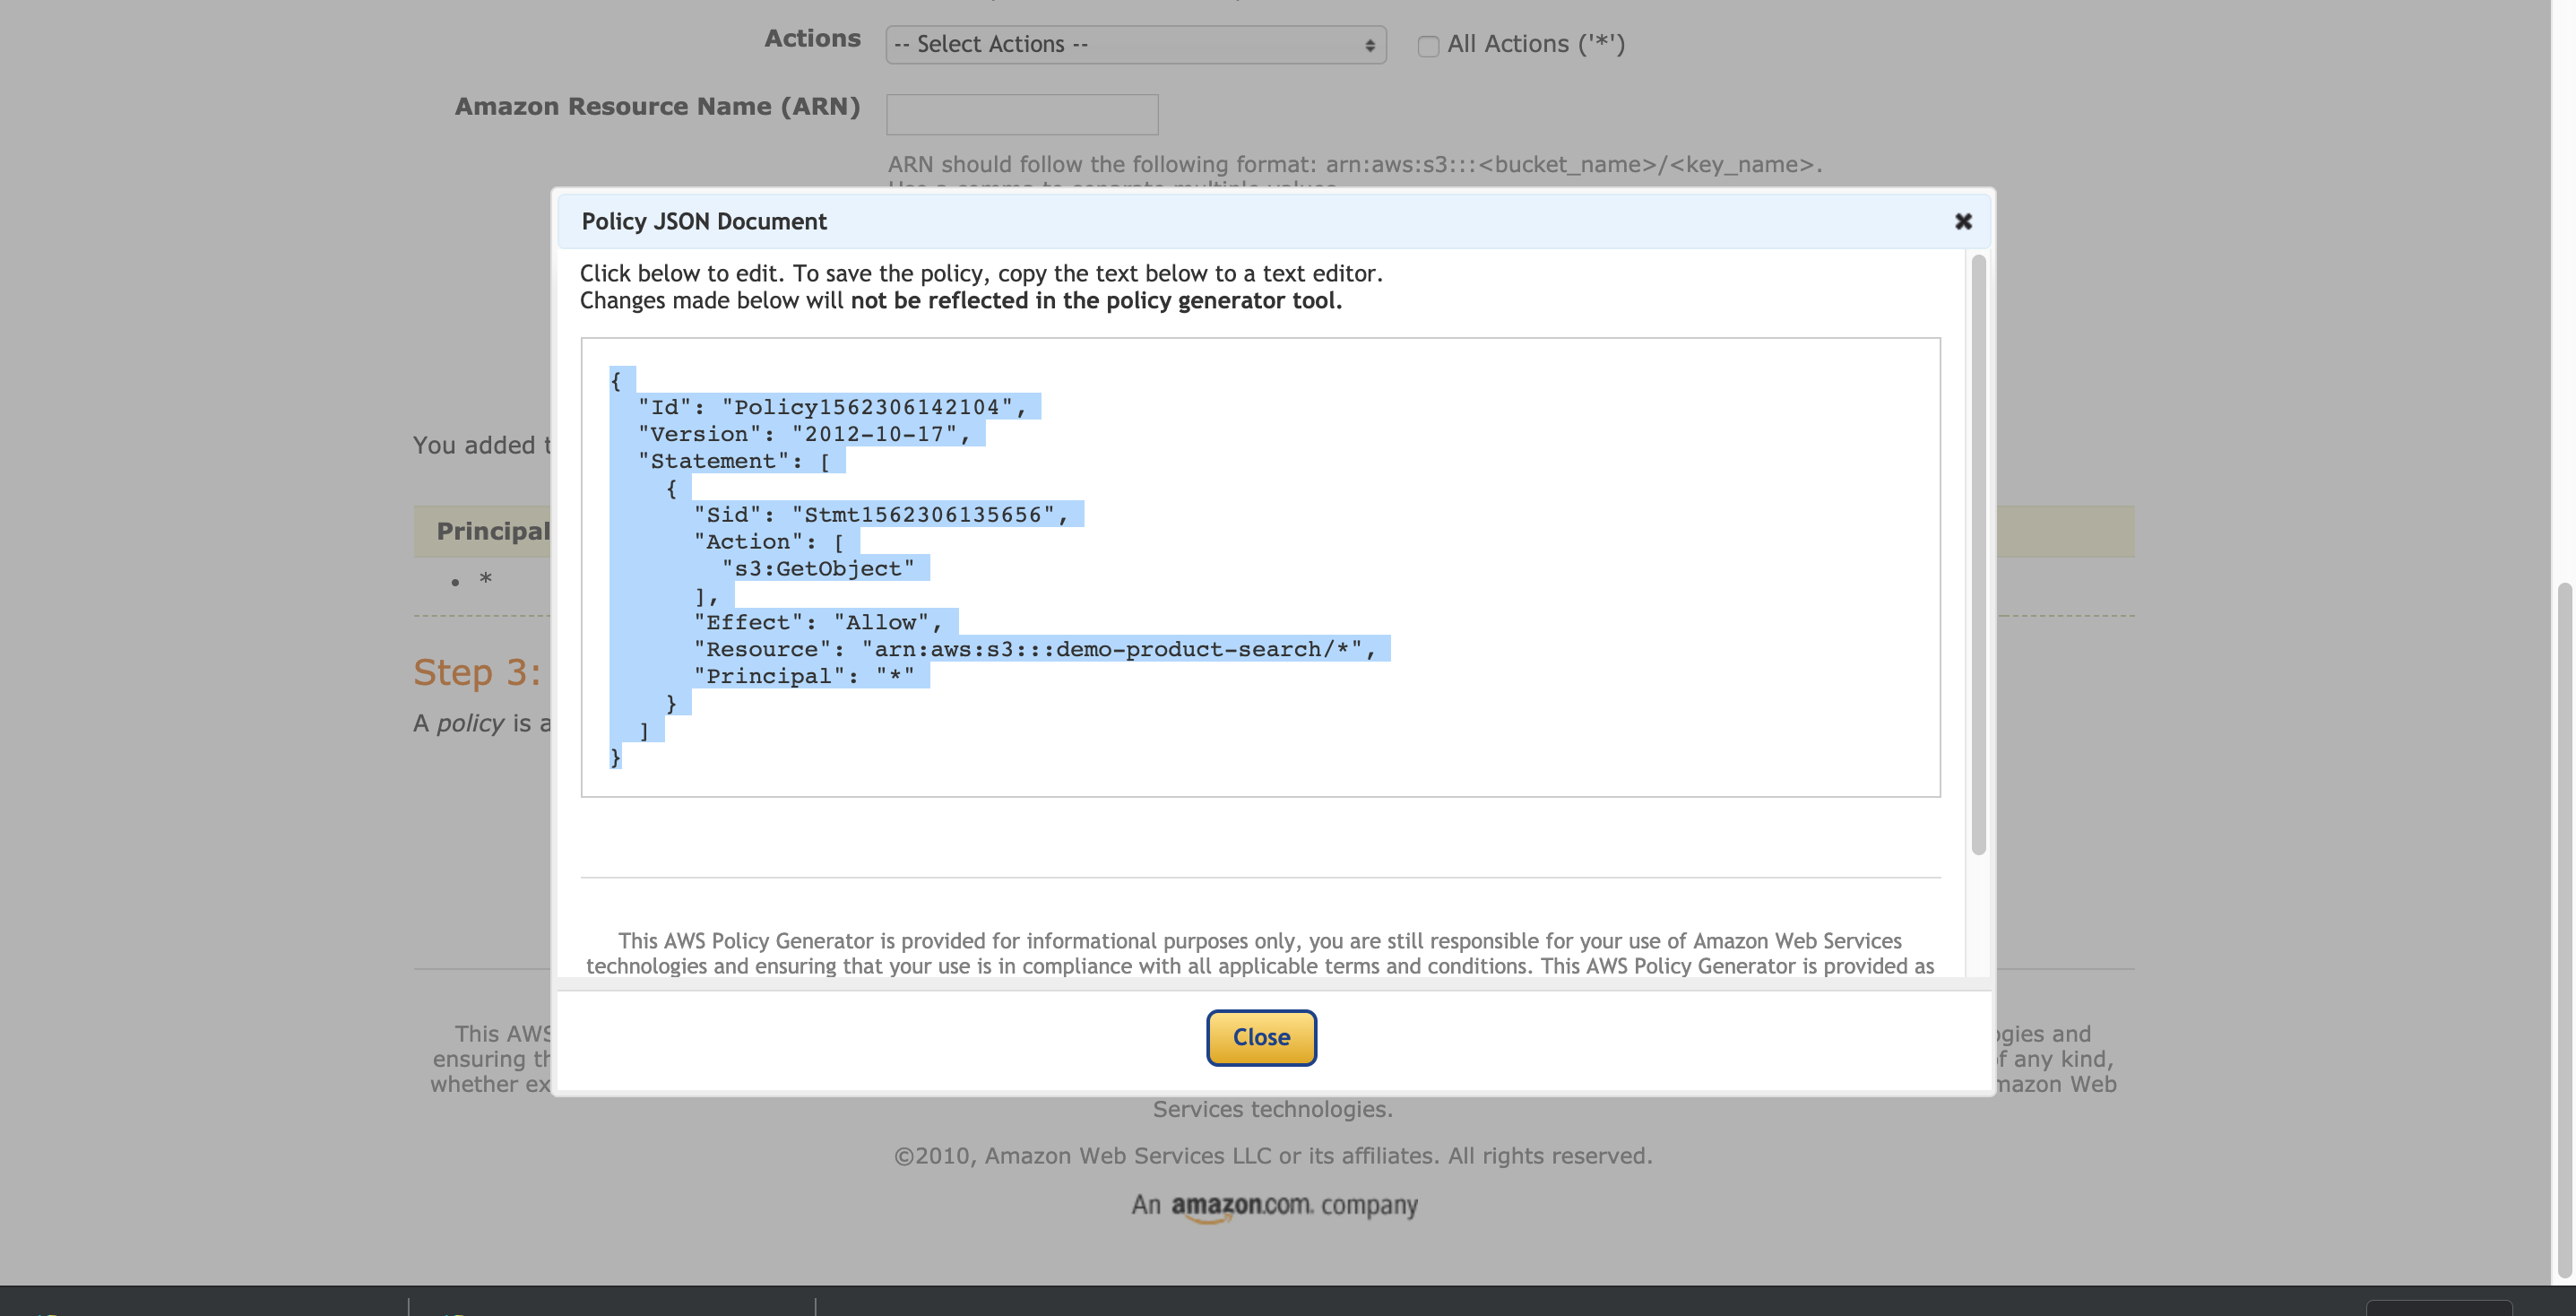 Actions
-- Select Actions --
All Actions ('*')
Amazon Resource Name (ARN)
ARN should follow the following format: arn:aws:s3:::<bucket_name>/<key_name>.
Policy JSON Document
Click below to edit. To save the policy, copy the text below to a text editor.
Changes made below will not be reflected in the policy generator tool.
{
"Id": "Policy1562306142104",
"Version": "2012-10-17",
"Statement": [
{
"Sid": "Stmt1562306135656",
"Action": [
"s3:GetObject"
],
"Effect": "Allow",
"Resource": "arn:aws:s3:::demo-product-search/*",
"Principal": "*"
}
]
}
You added
Principal
• *
Step 3:
A policy is a
This AWS Policy Generator is provided for informational purposes only, you are still responsible for your use of Amazon Web Services
technologies and ensuring that your use is in compliance with all applicable terms and conditions. This AWS Policy Generator is provided as
Close
This AWS
ensuring
whether
and
of any kind,
Amazon Web
Services technologies.
©2010, Amazon Web Services LLC or its affiliates. All rights reserved.
An amazon.com. company